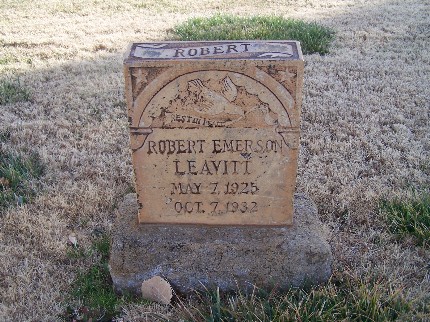 ROBERT
ROBERT EMERSON
LEAVITT
MAY 7, 1925
OCT. 7, 1932